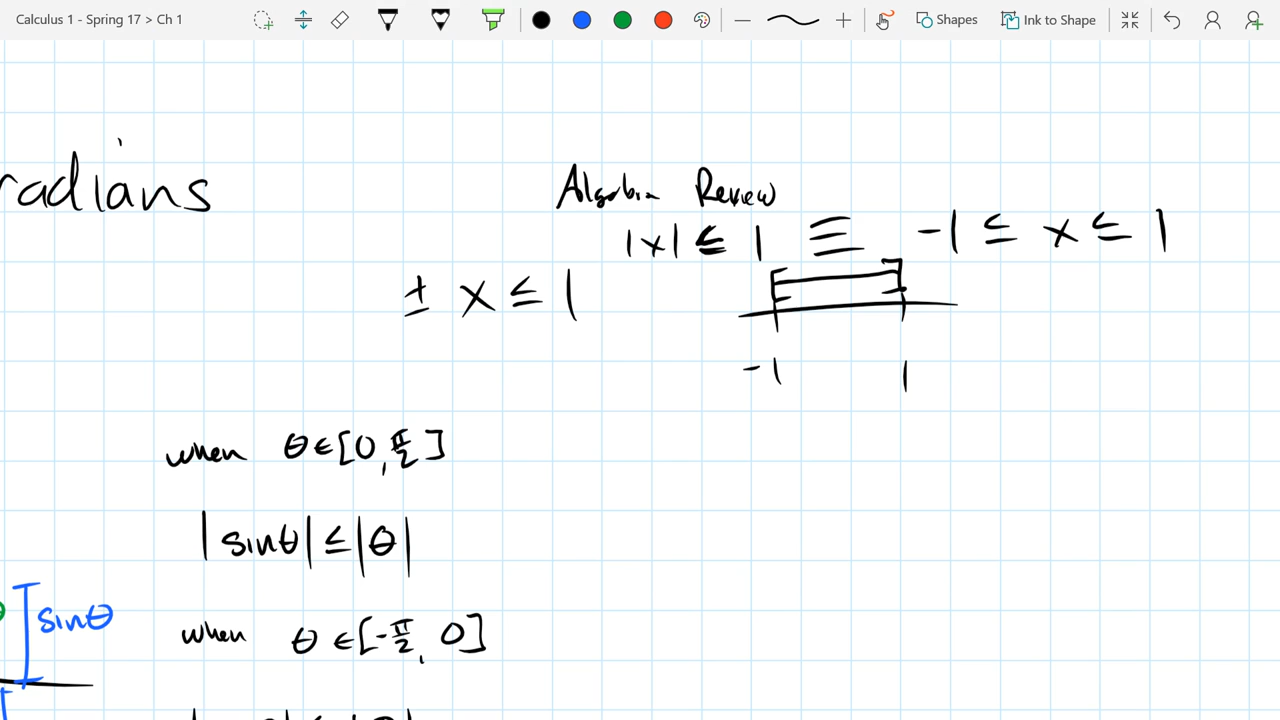 Calculus 1 - Spring 17 > Ch 1
Shapes
Ink to Shape
radians
Algebra Review
|x| ≤ 1 ≡ -1 ≤ x ≤ 1
± x ≤ 1
-1 1
when θ∈[0, π/2]
|sinθ| ≤ |θ|
sinθ
when θ∈[-π/2, 0]